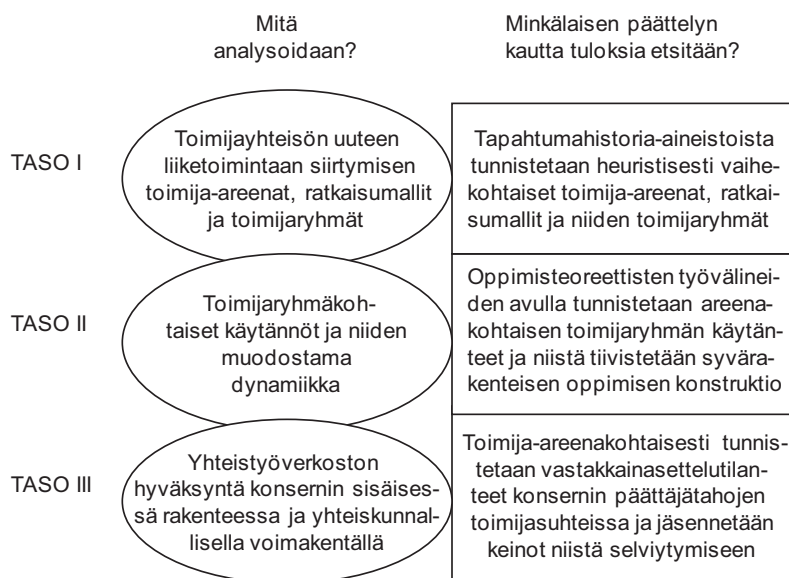 Mitä
analysoidaan?
Minkälaisen päättelyn
kautta tuloksia etsitään?
TASO I
Toimijayhteisön uuteen
liiketoimintaan siirtymisen
toimija-areenat, ratkaisumallit
ja toimijaryhmät
Tapahtumahistoria-aineistoista
tunnistetaan heuristisesti vaihe-
kohtaiset toimija-areenat, ratkai-
sumallit ja niiden toimijaryhmät
TASO II
Toimijaryhmäkoh-
taiset käytännöt ja niiden
muodostama
dynamiikka
Oppimisteoreettisten työvälinei-
den avulla tunnistetaan areena-
kohtaisen toimijaryhmän käytän-
teet ja niistä tiivistetään syvära-
kenteisen oppimisen konstruktio
TASO III
Yhteistyöverkoston
hyväksyntä konsernin sisäises-
sä rakenteessa ja yhteiskunnal-
lisella voimakentällä
Toimija-areenakohtaisesti tunnis-
tetaan vastakkainasettelutilan-
teet konsernin päättäjätahojen
toimijasuhteissa ja jäsennetään
keinot niistä selviytymiseen